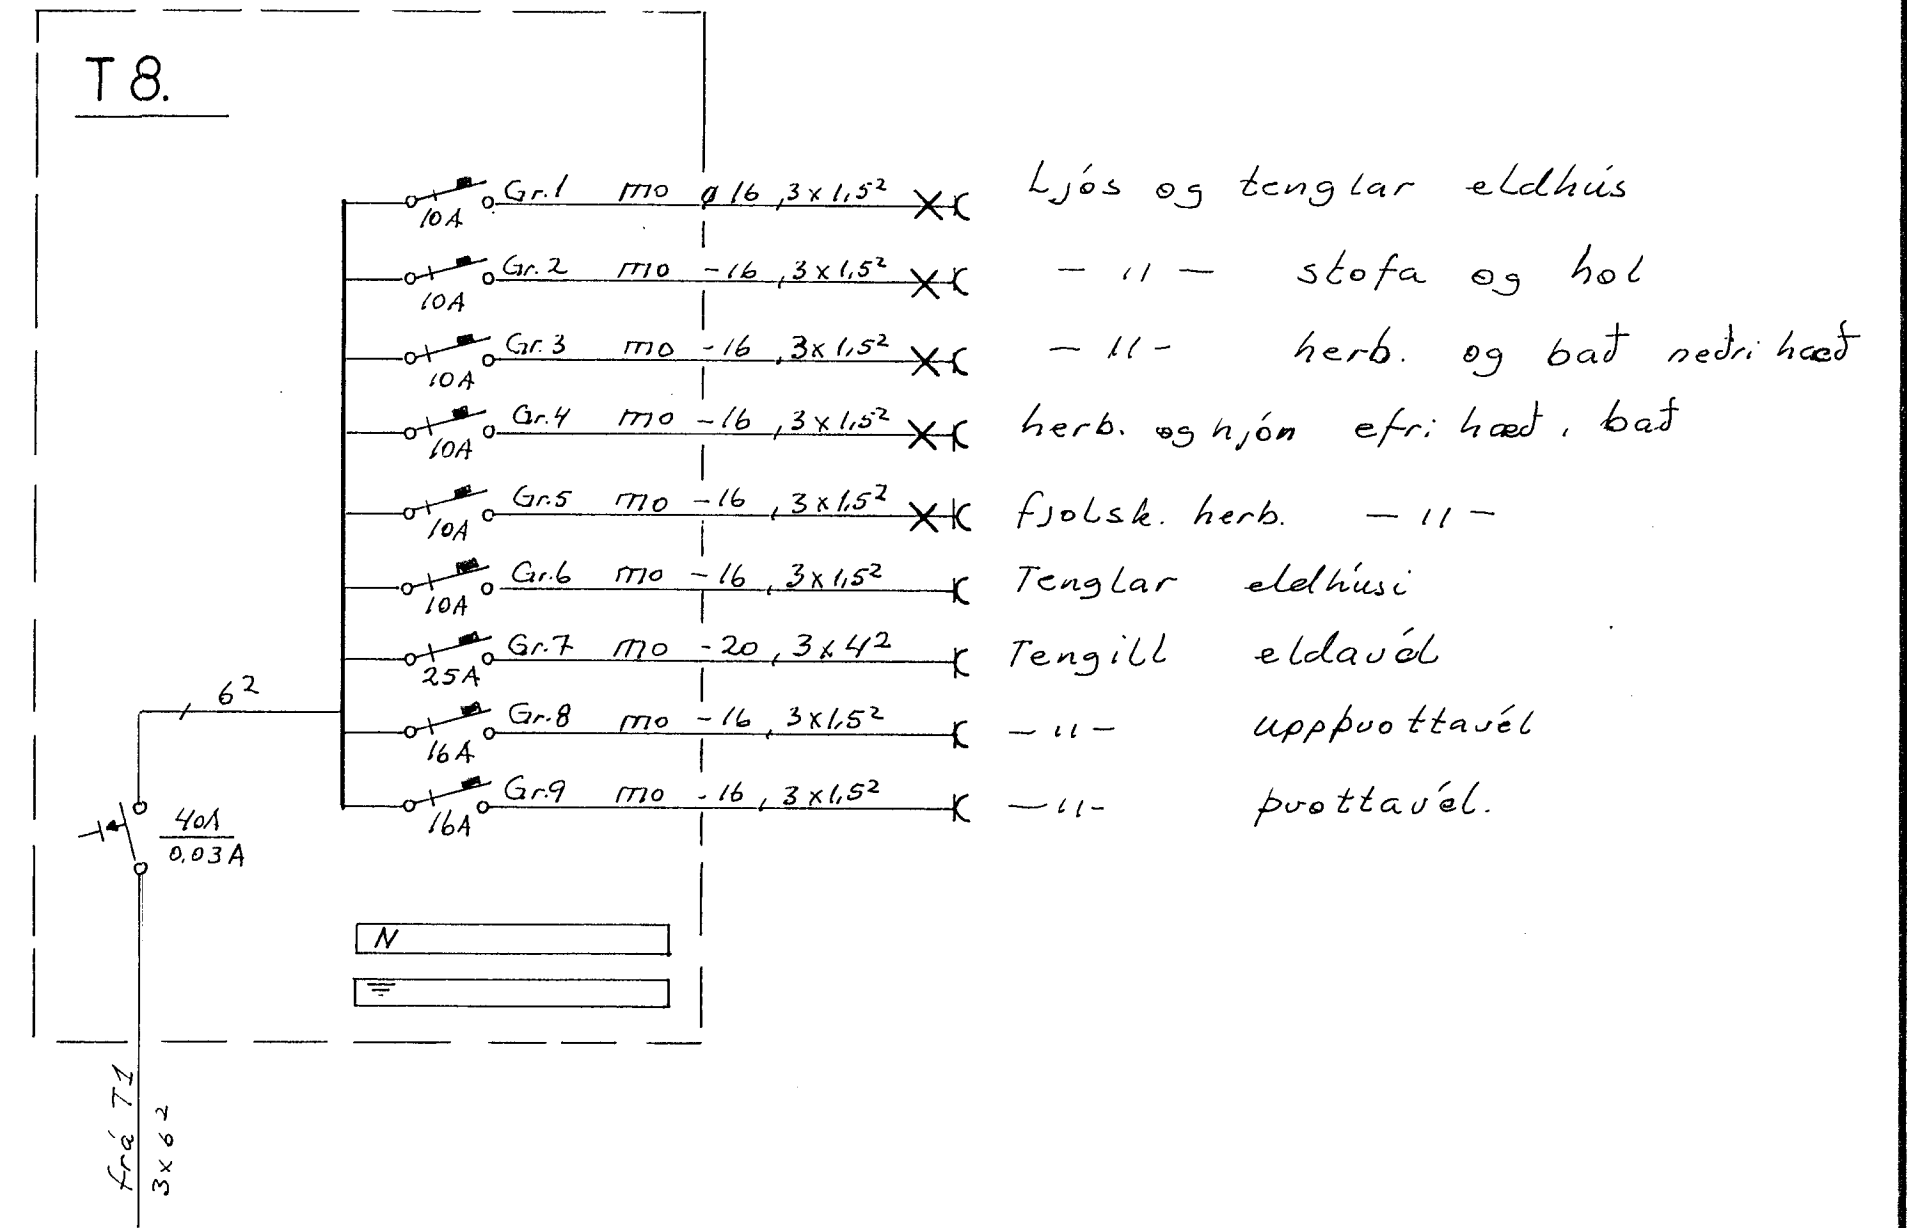 T 8.
Gr.1 mo ø16, 3x1,5² Ljós og tenglar eldhús
10A
Gr.2 mo -16, 3x1,5² - 〃 - stofa og hol
10A
Gr.3 mo -16, 3x1,5² - 〃 - herb. og bað neðri hæð
10A
Gr.4 mo -16, 3x1,5² herb. og hjón efri hæð, bað
10A
Gr.5 mo -16, 3x1,5² fjolsk. herb. - 〃 -
10A
Gr.6 mo -16, 3x1,5² Tenglar eldhúsi
10A
Gr.7 mo -20, 3x4² Tengill eldavél
25A
6²
Gr.8 mo -16, 3x1,5² - 〃 - uppþvottavél
16A
Gr.9 mo -16, 3x1,5² - 〃 - þvottavél.
16A
40A
0,03A
N
frá T1
3x6²